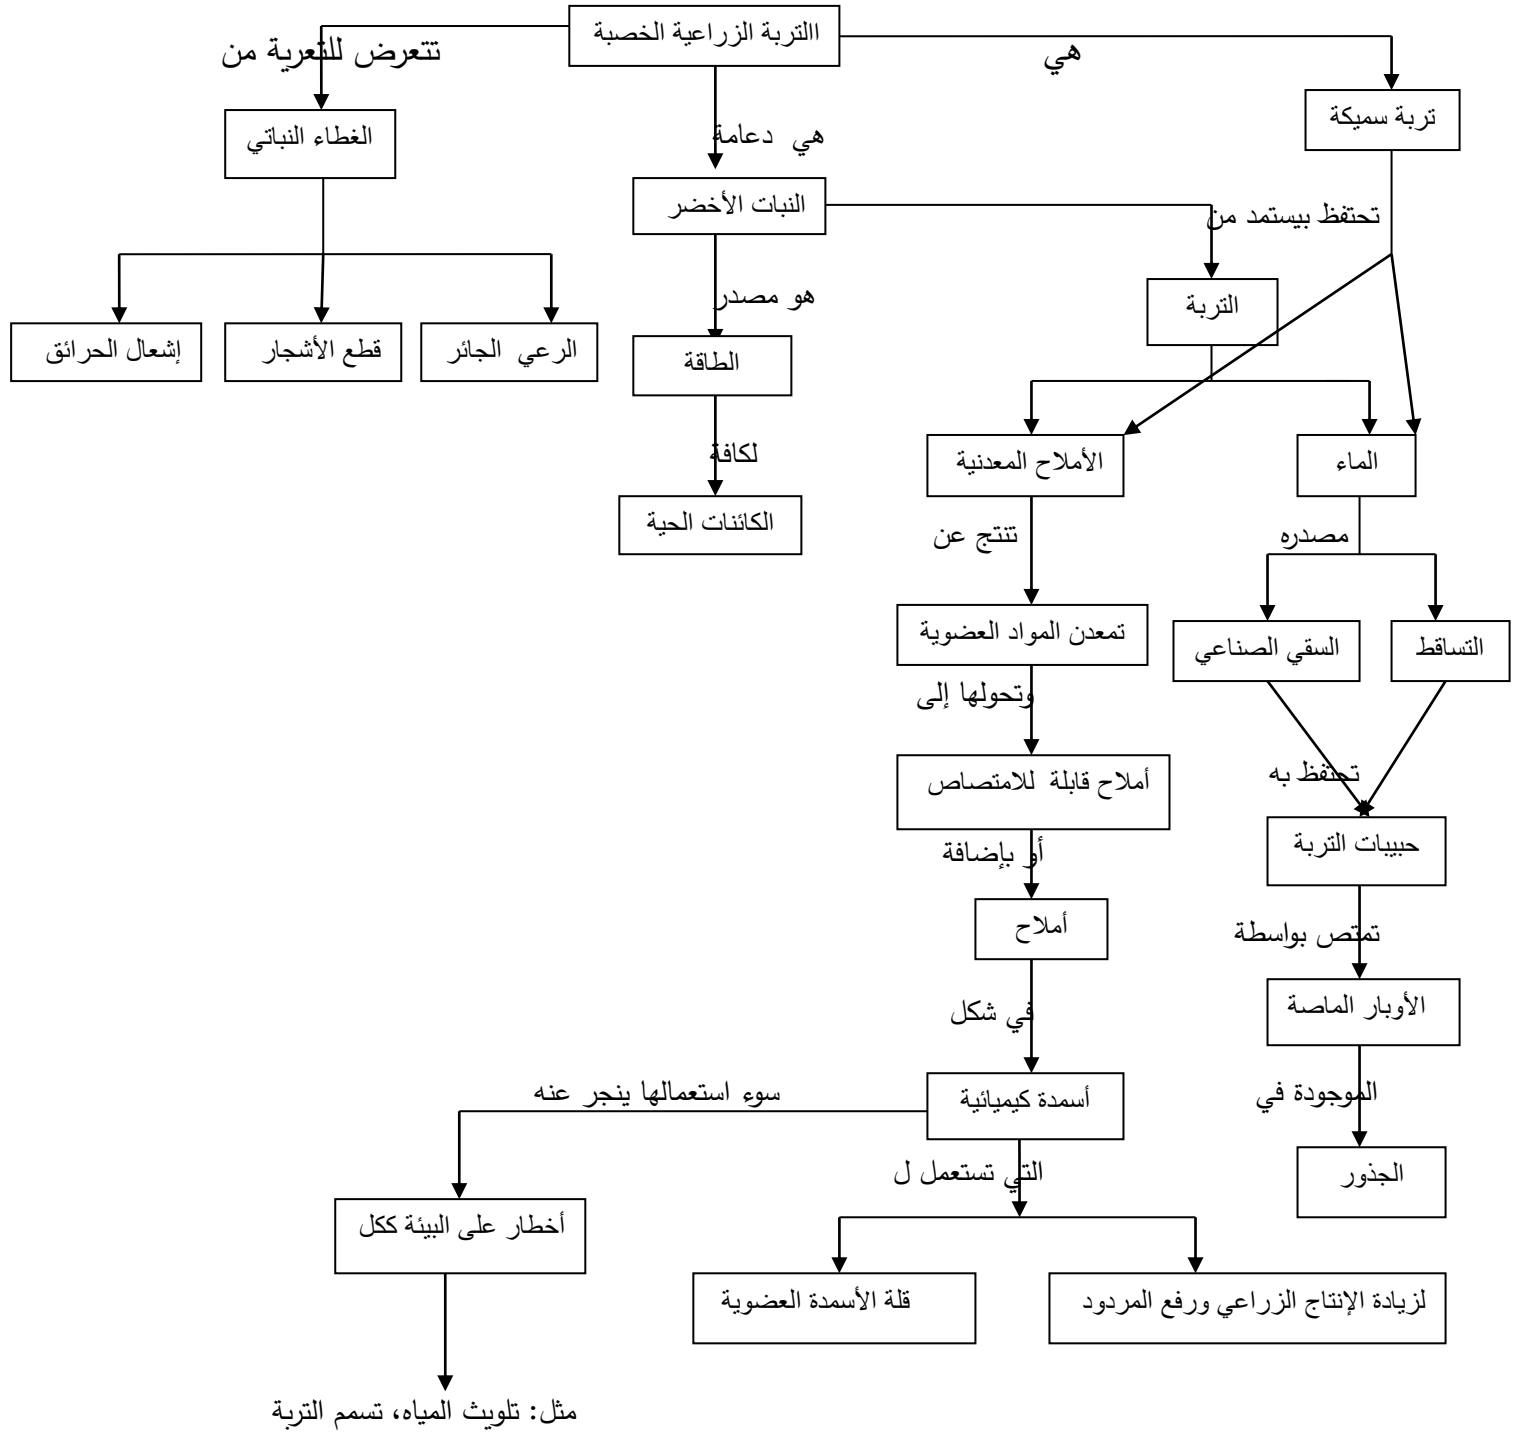 االتربة الزراعية الخصبة
هي
تتعرض للتعرية من
تربة سميكة
الغطاء النباتي
هي دعامة
النبات الأخضر
تحتفظ بيستمد من
التربة
هو مصدر
الطاقة
الرعي الجائر
قطع الأشجار
إشعال الحرائق
لكافة
الكائنات الحية
الماء
الأملاح المعدنية
مصدره
تنتج عن
التساقط
السقي الصناعي
تمعدن المواد العضوية
وتحولها إلى
أملاح قابلة للامتصاص
تحتفظ به
حبيبات التربة
أو بإضافة
أملاح
تمتص بواسطة
الأوبار الماصة
في شكل
أسمدة كيميائية
الموجودة في
الجذور
سوء استعمالها ينجر عنه
التي تستعمل ل
أخطار على البيئة ككل
لزيادة الإنتاج الزراعي ورفع المردود
قلة الأسمدة العضوية
مثل: تلويث المياه، تسمم التربة